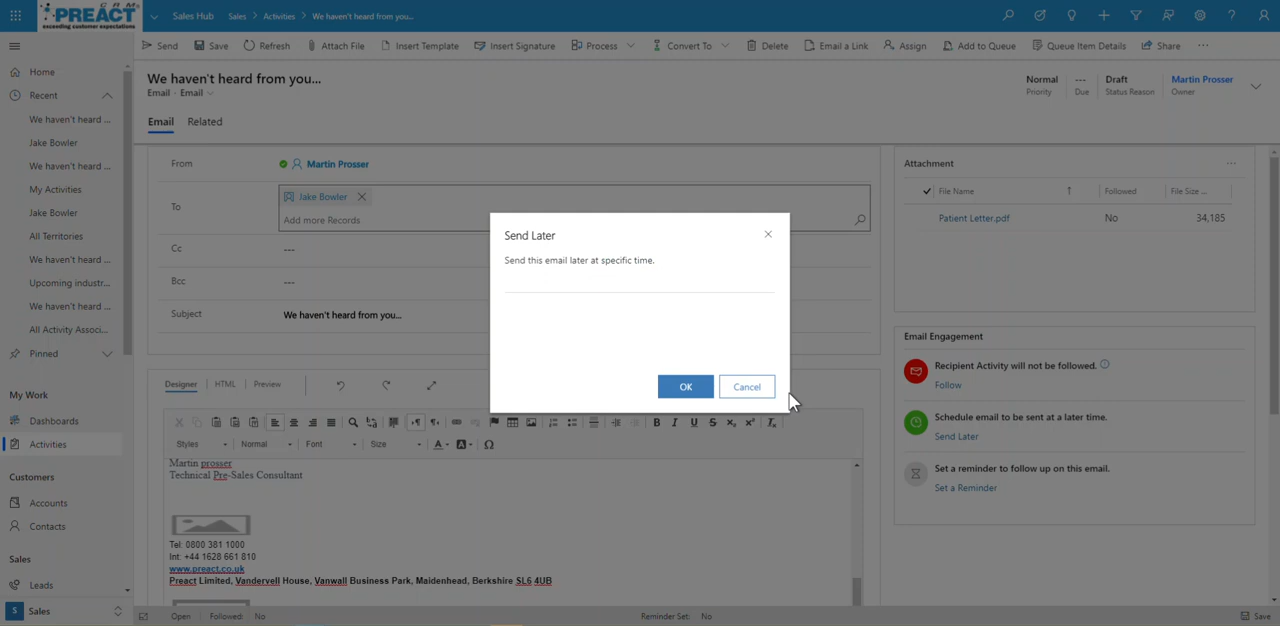 CRM
PREACT
exceeding customer expectations
Sales Hub Sales > Activities > We haven't heard from you...
Send Save Refresh Attach File Insert Template Insert Signature Process Convert To Delete Email a Link Assign Add to Queue Queue Item Details Share
Home
Recent
We haven't heard ...
Jake Bowler
We haven't heard ...
My Activities
Jake Bowler
All Territories
We haven't heard ...
Upcoming industr...
We haven't heard ...
All Activity Associ...
Pinned
My Work
Dashboards
Activities
Customers
Accounts
Contacts
Sales
Leads
S Sales
We haven't heard from you...
Email · Email
Normal
Priority
---
Due
Draft
Status Reason
Martin Prosser
Owner
Email Related
From Martin Prosser
To Jake Bowler
Add more Records
Cc ---
Bcc ---
Subject We haven't heard from you...
Send Later
Send this email later at specific time.
OK Cancel
Designer HTML Preview
B I U S x₂ x² Tx
Styles Normal Font Size A A Ω
Martin prosser
Technical Pre-Sales Consultant
Tel: 0800 381 1000
Int: +44 1628 661 810
www.preact.co.uk
Preact Limited, Vandervell House, Vanwall Business Park, Maidenhead, Berkshire SL6 4UB
Attachment
File Name Followed File Size ...
Patient Letter.pdf No 34,185
Email Engagement
Recipient Activity will not be followed.
Follow
Schedule email to be sent at a later time.
Send Later
Set a reminder to follow up on this email.
Set a Reminder
Open Followed: No Reminder Set: No Save